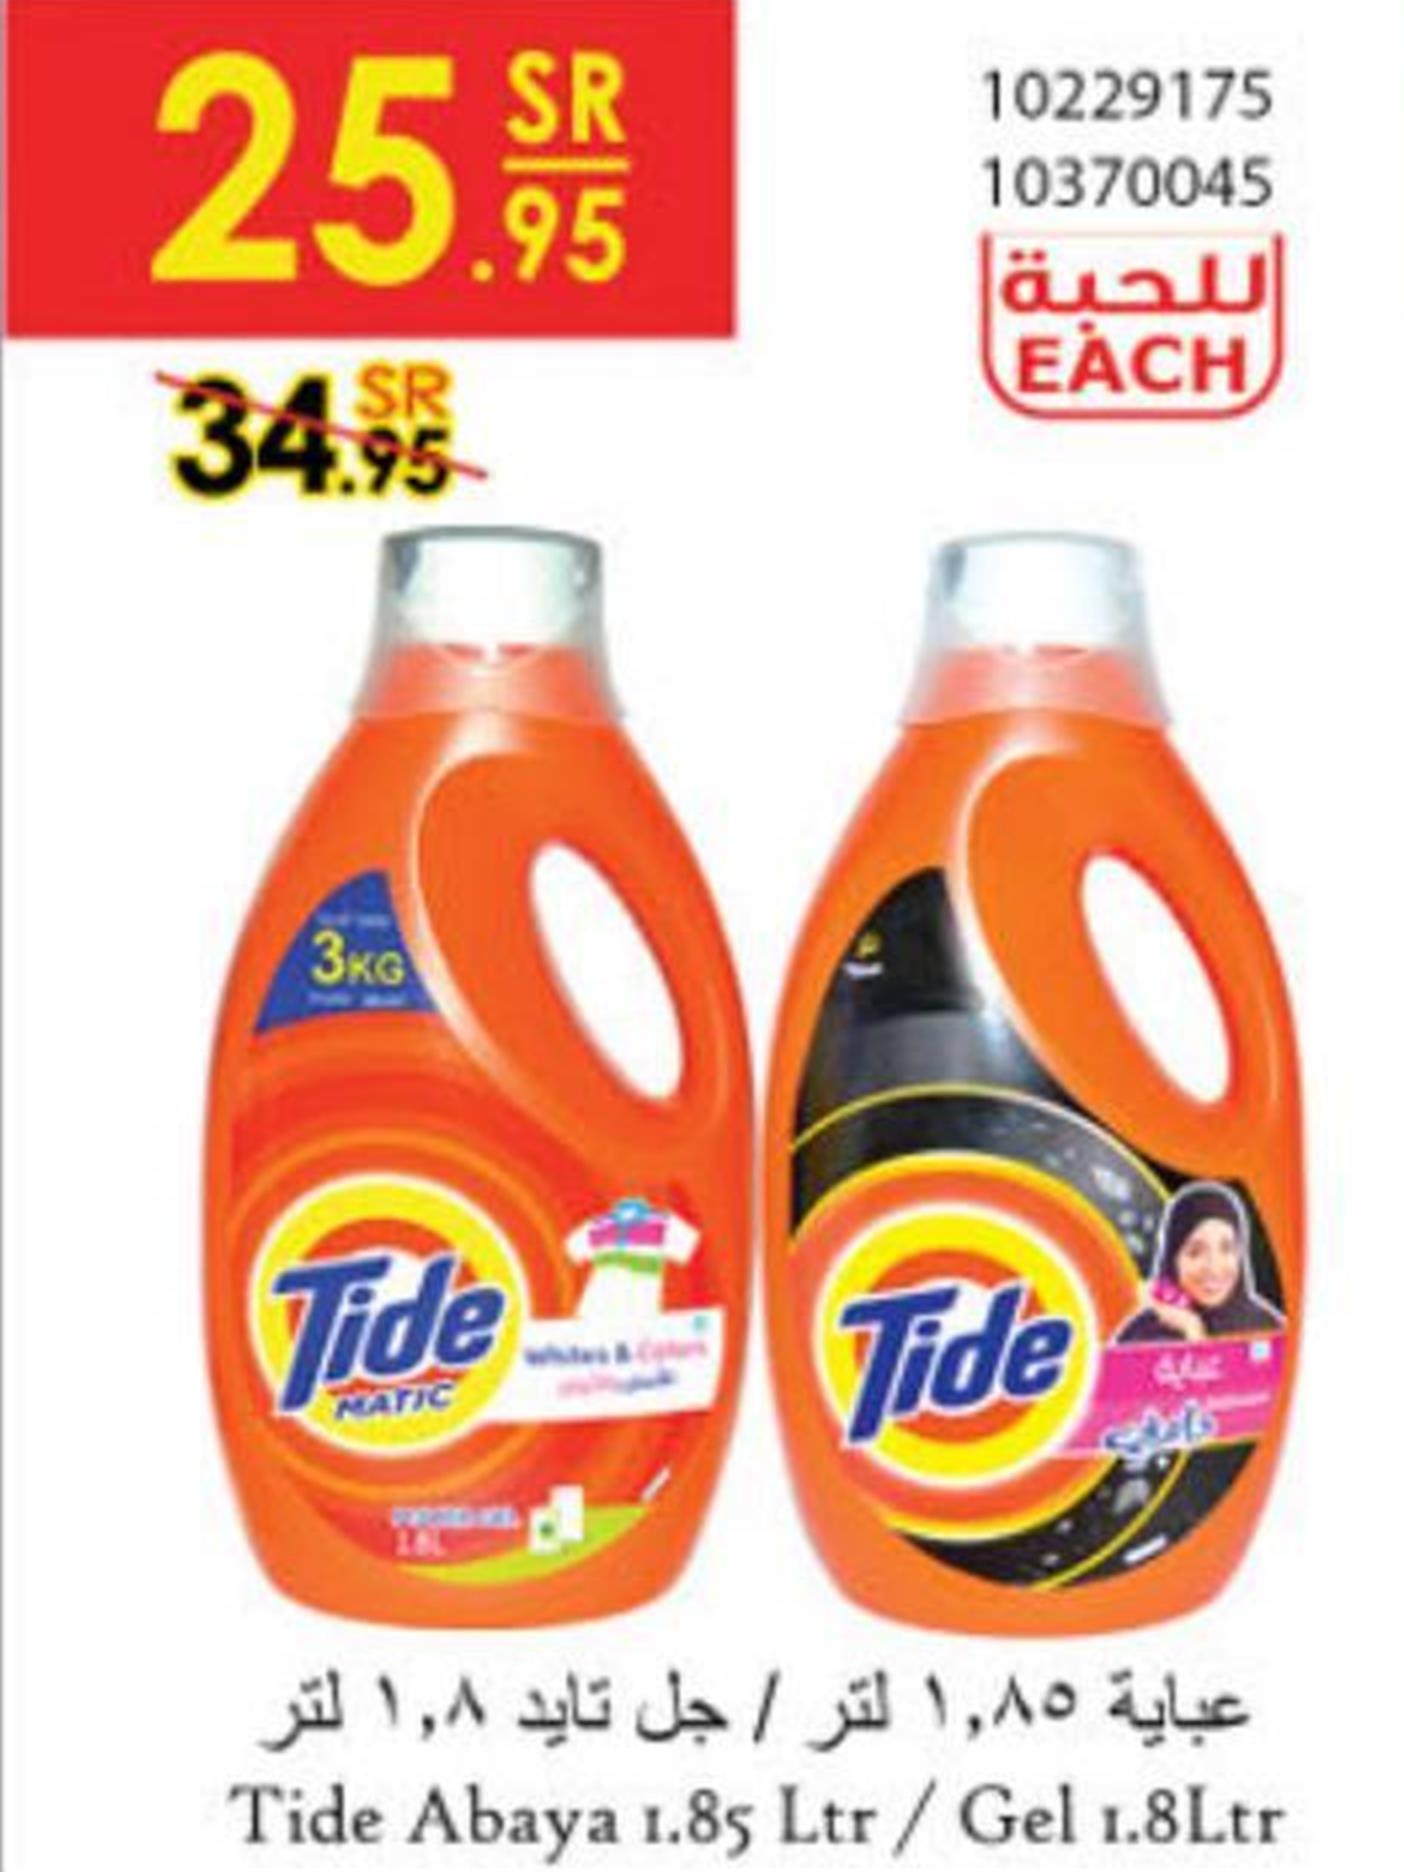 25.95 SR
10229175
10370045
للحبة
EACH
34.95 SR
3KG
Tide
MATIC
Whites & Colors
1.8L
Tide
عباية
عباية ١,٨٥ لتر / جل تايد ١,٨ لتر
Tide Abaya 1.85 Ltr / Gel 1.8Ltr